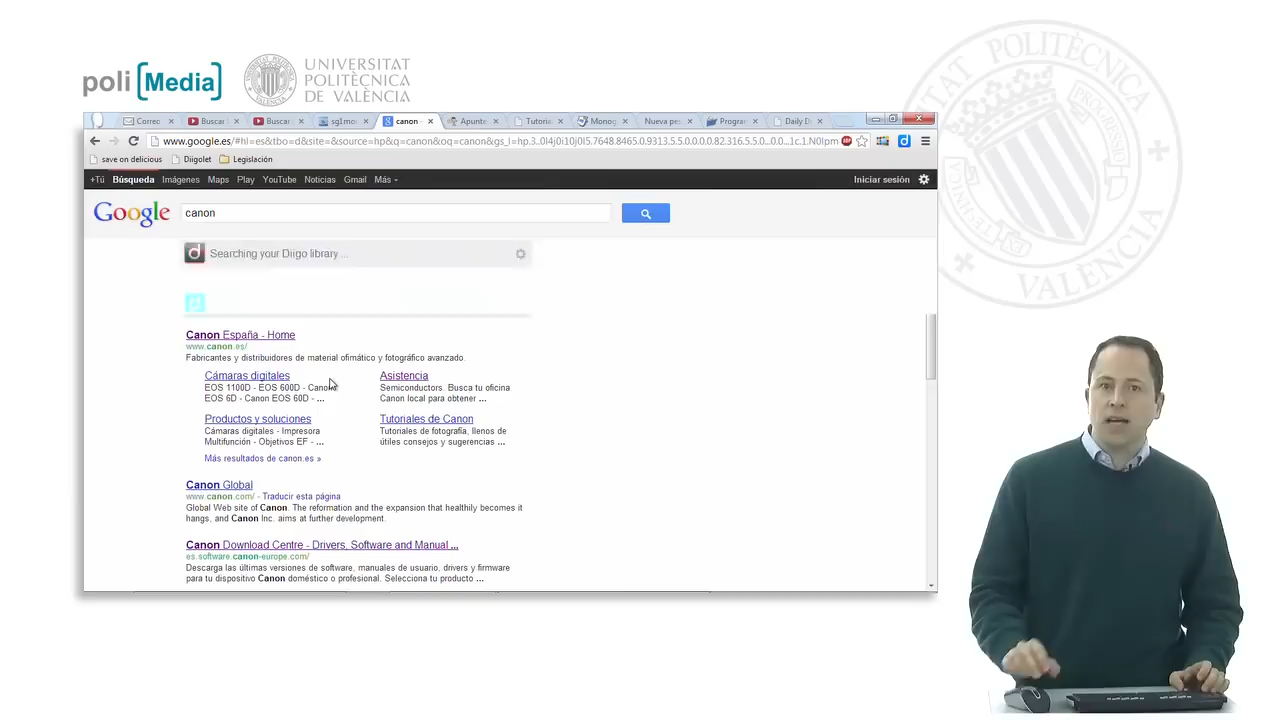 poli [Media]
UNIVERSITAT
POLITÈCNICA
DE VALÈNCIA
Correo
Buscar
Buscar
sg1mo
canon
Apunte
Tutoria
Monog
Nueva pe
Progra
Daily D
www.google.es/#hl=es&tbo=d&site=&source=hp&q=canon&oq=canon&gs_l=hp.3..0l4j0i10j0l5.7648.8465.0.9313.5.5.0.0.0.0.82.316.5.5.0...0.0...1c.1.N0lpm
save on delicious
Diigolet
Legislación
+Tú Búsqueda Imágenes Maps Play YouTube Noticias Gmail Más
Iniciar sesión
Google
canon
Searching your Diigo library ...
Canon España - Home
www.canon.es/
Fabricantes y distribuidores de material ofimático y fotográfico avanzado.
Cámaras digitales
EOS 1100D - EOS 600D - Canon
EOS 6D - Canon EOS 60D - ...
Asistencia
Semiconductors. Busca tu oficina
Canon local para obtener ...
Productos y soluciones
Cámaras digitales - Impresora
Multifunción - Objetivos EF - ...
Tutoriales de Canon
Tutoriales de fotografía, llenos de
útiles consejos y sugerencias ...
Más resultados de canon.es »
Canon Global
www.canon.com/ - Traducir esta página
Global Web site of Canon. The reformation and the expansion that healthily becomes it
hangs, and Canon Inc. aims at further development.
Canon Download Centre - Drivers, Software and Manual ...
es.software.canon-europe.com/
Descarga las últimas versiones de software, manuales de usuario, drivers y firmware
para tu dispositivo Canon doméstico o profesional. Selecciona tu producto ...